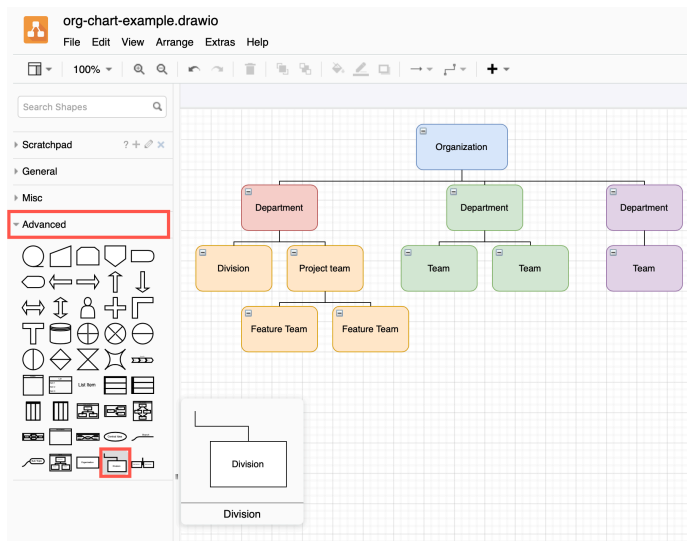 org-chart-example.drawio
File Edit View Arrange Extras Help
100%
Search Shapes
Scratchpad ?
General
Misc
Advanced
List Item
Organization
Department Department Department
Division Project team Team Team Team
Feature Team Feature Team
Division
Division